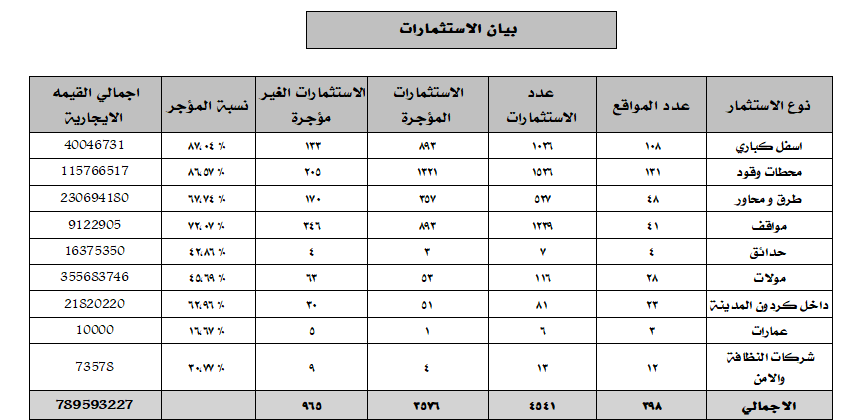 بيان الاستثمارات
نوع الاستثمار	عدد المواقع	عدد الاستثمارات	الاستثمارات المؤجرة	الاستثمارات الغير مؤجرة	نسبة المؤجر	اجمالي القيمه الايجارية
اسفل كباري	١٠٨	١٠٢٦	٨٩٣	١٣٣	٨٧.٠٤ %	40046731
محطات وقود	١٣١	١٥٢٦	١٣٢١	٢٠٥	٨٦.٥٧ %	115766517
طرق و محاور	٤٨	٥٢٧	٣٥٧	١٧٠	٦٧.٧٤ %	230694180
مواقف	٤١	١٢٣٩	٨٩٣	٣٤٦	٧٢.٠٧ %	9122905
حدائق	٤	٧	٣	٤	٤٢.٨٦ %	16375350
مولات	٢٨	١١٦	٥٣	٦٣	٤٥.٦٩ %	355683746
داخل كردون المدينة	٢٣	٨١	٥١	٣٠	٦٢.٩٦ %	21820220
عمارات	٣	٦	١	٥	١٦.٦٧ %	10000
شركات النظافة والامن	١٢	١٣	٤	٩	٣٠.٧٧ %	73578
الاجمالي	٣٩٨	٤٥٤١	٣٥٧٦	٩٦٥	789593227